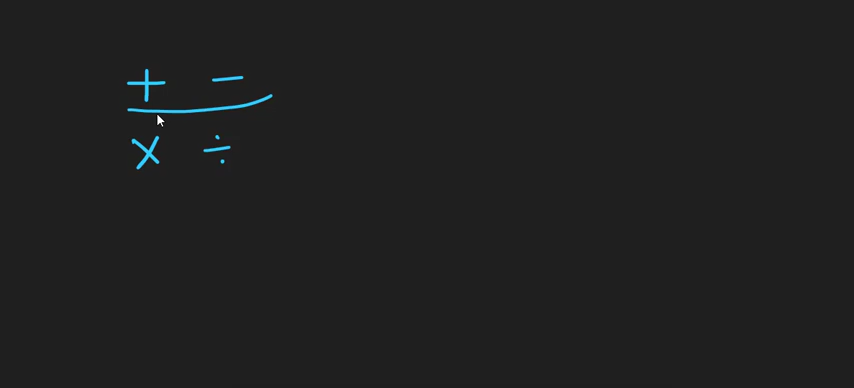 + −
× ÷